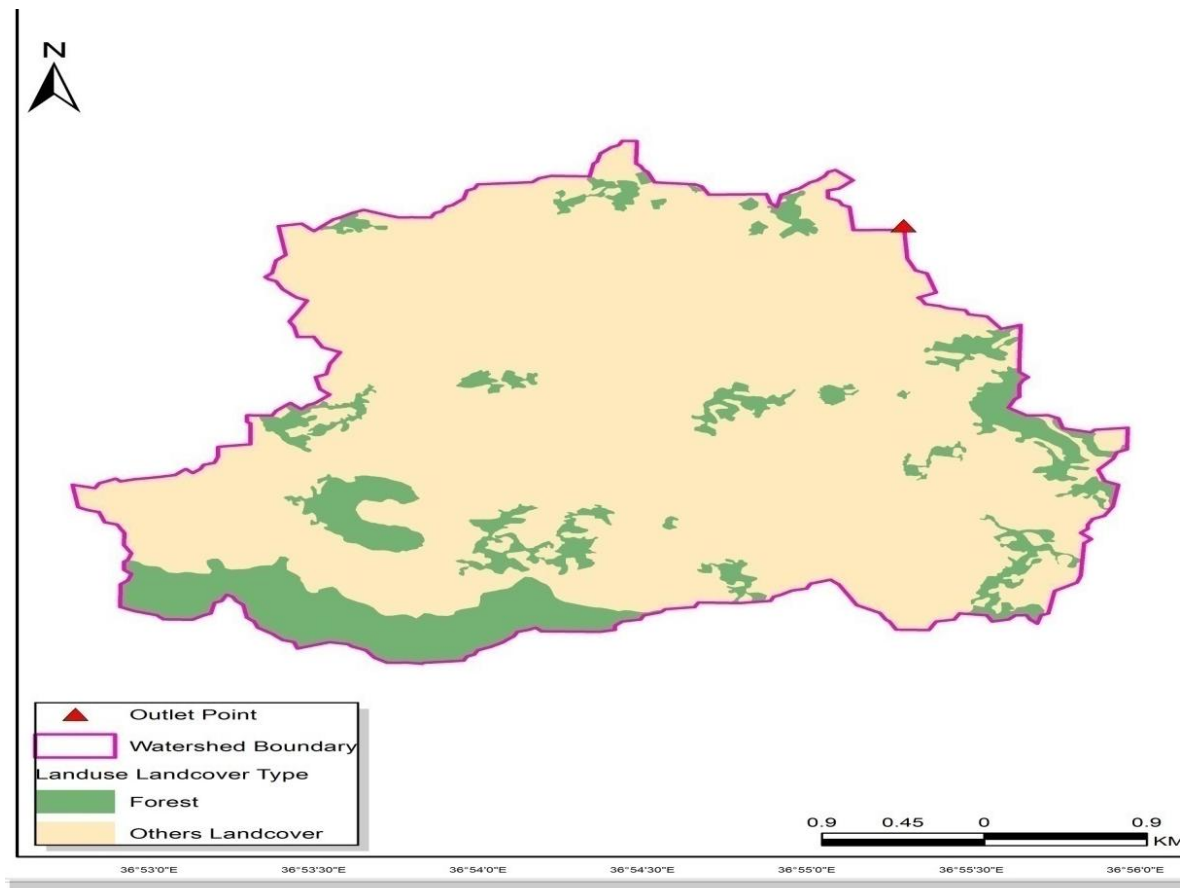 N
Outlet Point
Watershed Boundary
Landuse Landcover Type
Forest
Others Landcover
0.9 0.45 0 0.9
KM
36°53'0"E 36°53'30"E 36°54'0"E 36°54'30"E 36°55'0"E 36°55'30"E 36°56'0"E